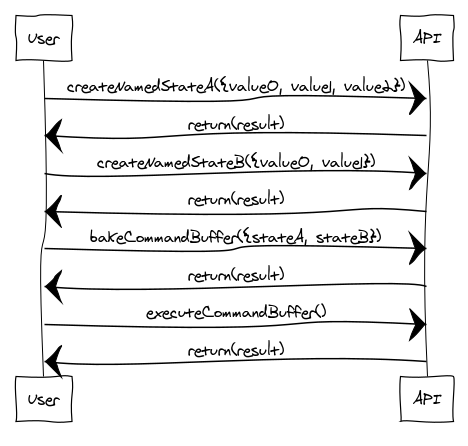 User API
createNamedStateA({value0, value1, value2})
return(result)
createNamedStateB({value0, value1})
return(result)
bakeCommandBuffer({stateA, stateB})
return(result)
executeCommandBuffer()
return(result)
User API